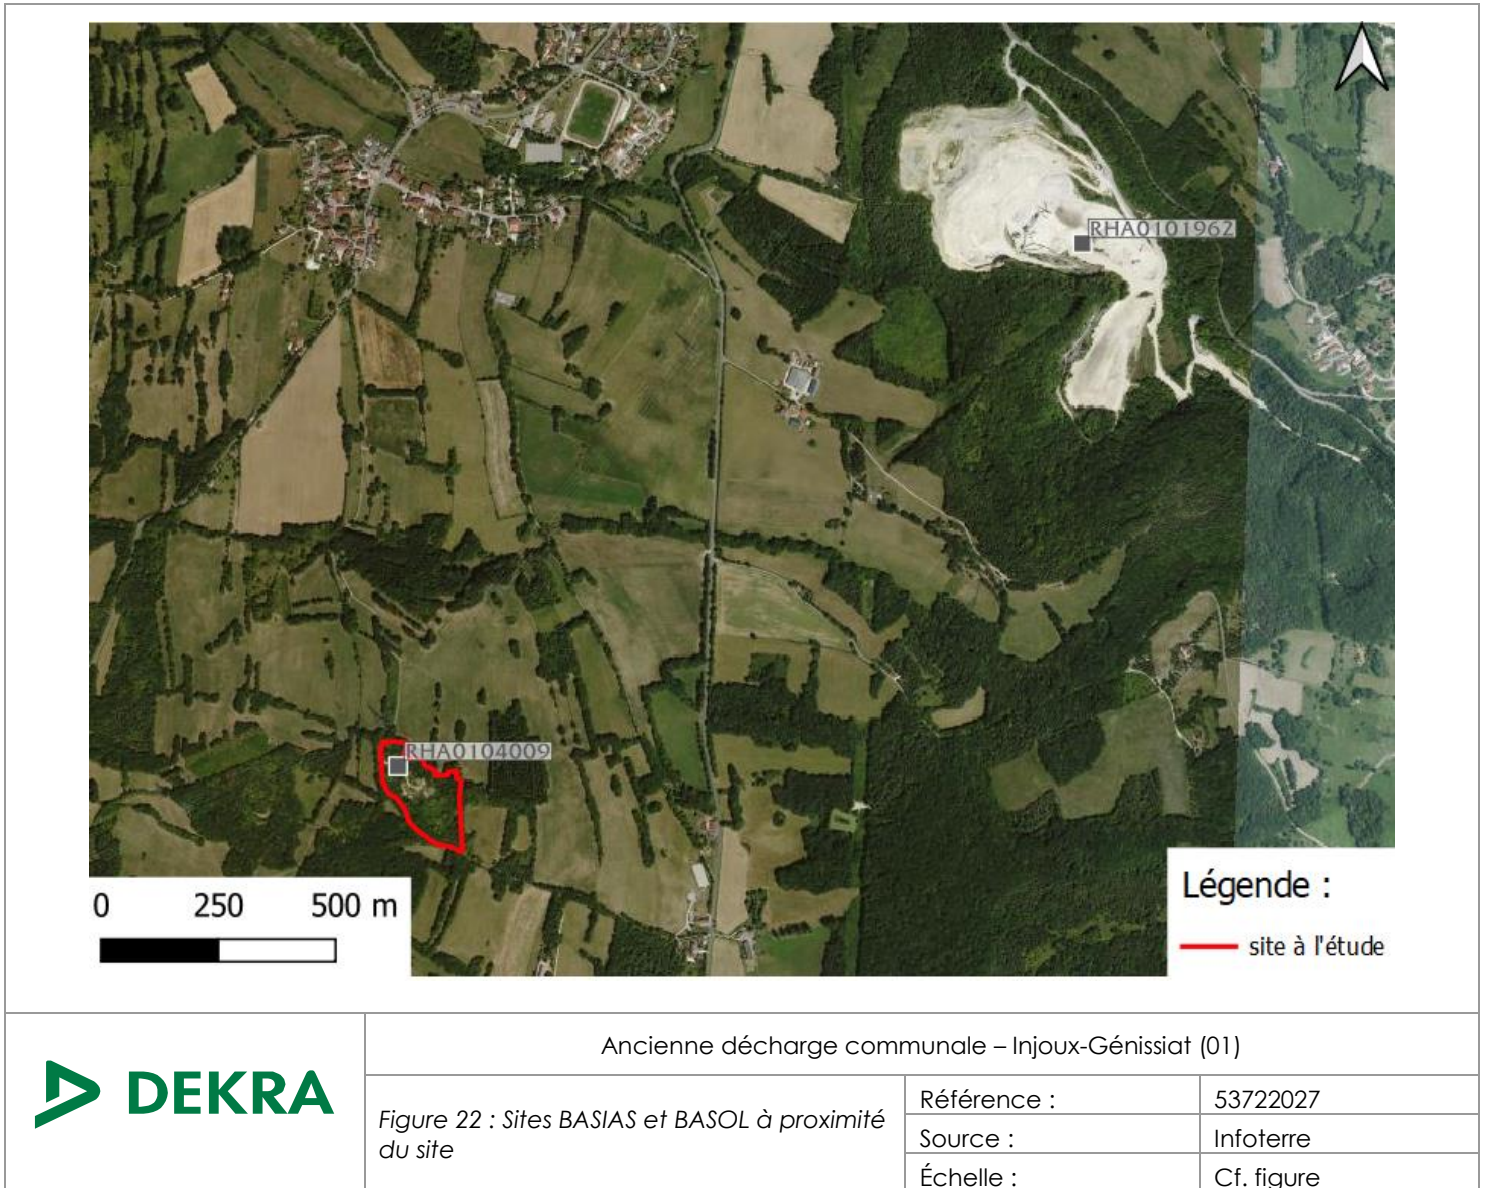 RHA0101962
RHA0104009
0 250 500 m
Légende :
site à l'étude
DEKRA
Ancienne décharge communale – Injoux-Génissiat (01)
Figure 22 : Sites BASIAS et BASOL à proximité
du site
Référence : 53722027
Source : Infoterre
Échelle : Cf. figure